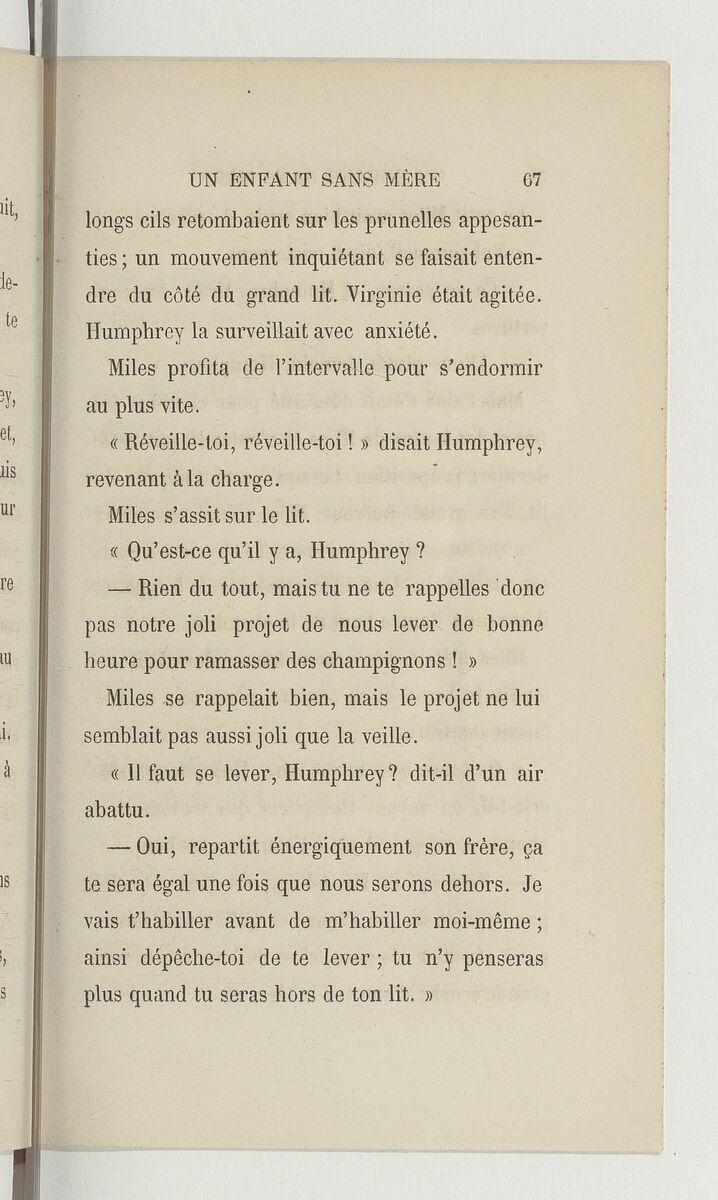 UN ENFANT SANS MÈRE 67
longs cils retombaient sur les prunelles appesan-
ties ; un mouvement inquiétant se faisait enten-
dre du côté du grand lit. Virginie était agitée.
Humphrey la surveillait avec anxiété.
Miles profita de l'intervalle pour s'endormir
au plus vite.
« Réveille-toi, réveille-toi ! » disait Humphrey,
revenant à la charge.
Miles s'assit sur le lit.
« Qu'est-ce qu'il y a, Humphrey ?
— Rien du tout, mais tu ne te rappelles donc
pas notre joli projet de nous lever de bonne
heure pour ramasser des champignons ! »
Miles se rappelait bien, mais le projet ne lui
semblait pas aussi joli que la veille.
« Il faut se lever, Humphrey ? dit-il d'un air
abattu.
— Oui, repartit énergiquement son frère, ça
te sera égal une fois que nous serons dehors. Je
vais t'habiller avant de m'habiller moi-même ;
ainsi dépêche-toi de te lever ; tu n'y penseras
plus quand tu seras hors de ton lit. »